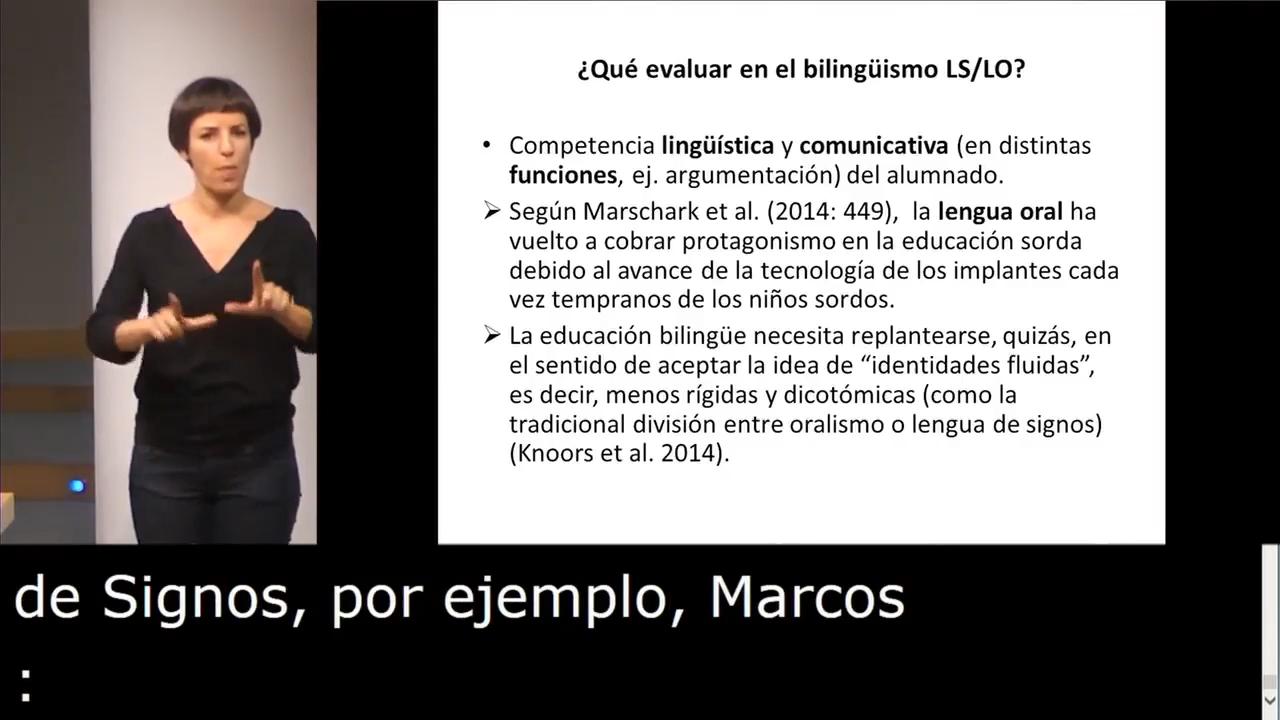 ¿Qué evaluar en el bilingüismo LS/LO?
• Competencia lingüística y comunicativa (en distintas
funciones, ej. argumentación) del alumnado.
➢ Según Marschark et al. (2014: 449), la lengua oral ha
vuelto a cobrar protagonismo en la educación sorda
debido al avance de la tecnología de los implantes cada
vez tempranos de los niños sordos.
➢ La educación bilingüe necesita replantearse, quizás, en
el sentido de aceptar la idea de “identidades fluidas”,
es decir, menos rígidas y dicotómicas (como la
tradicional división entre oralismo o lengua de signos)
(Knoors et al. 2014).
de Signos, por ejemplo, Marcos
: